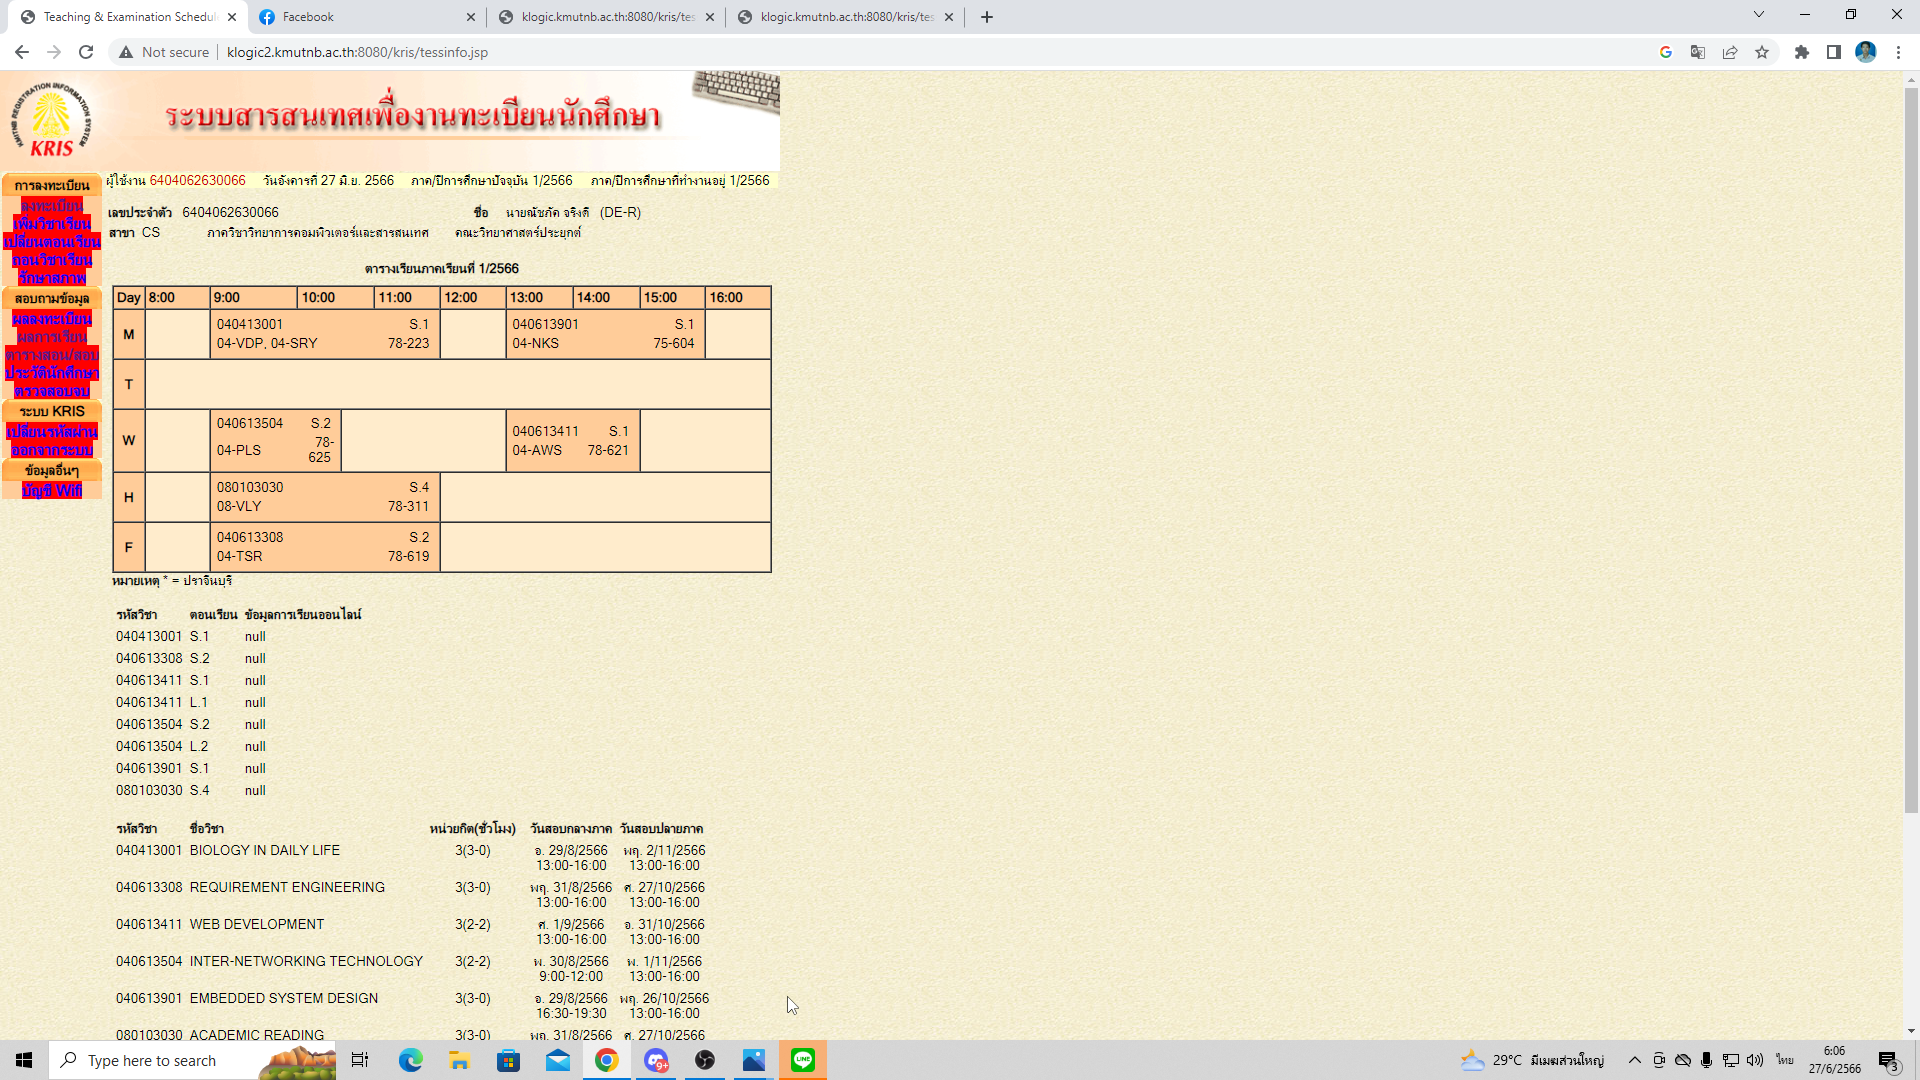 Teaching & Examination Schedul
Facebook
klogic.kmutnb.ac.th:8080/kris/tes
klogic.kmutnb.ac.th:8080/kris/tes
Not secure
klogic2.kmutnb.ac.th:8080/kris/tessinfo.jsp
KMUTNB REGISTRATION INFORMATION SYSTEM
KRIS
ระบบสารสนเทศเพื่องานทะเบียนนักศึกษา
ผู้ใช้งาน 6404062630066 วันอังคารที่ 27 มิ.ย. 2566 ภาค/ปีการศึกษาปัจจุบัน 1/2566 ภาค/ปีการศึกษาที่ทำงานอยู่ 1/2566
การลงทะเบียน
ลงทะเบียน
เพิ่มวิชาเรียน
เปลี่ยนตอนเรียน
ถอนวิชาเรียน
รักษาสภาพ
สอบถามข้อมูล
ผลลงทะเบียน
ผลการเรียน
ตารางสอน/สอบ
ประวัตินักศึกษา
ตรวจสอบจบ
ระบบ KRIS
เปลี่ยนรหัสผ่าน
ออกจากระบบ
ข้อมูลอื่นๆ
บัญชี Wifi
เลขประจำตัว 6404062630066 ชื่อ นายณัชภัค จริงดี (DE-R)
สาขา CS ภาควิชาวิทยาการคอมพิวเตอร์และสารสนเทศ คณะวิทยาศาสตร์ประยุกต์
ตารางเรียนภาคเรียนที่ 1/2566
Day 8:00 9:00 10:00 11:00 12:00 13:00 14:00 15:00 16:00
M
040413001 S.1
04-VDP, 04-SRY 78-223
040613901 S.1
04-NKS 75-604
T
W
040613504 S.2
04-PLS 78-
625
040613411 S.1
04-AWS 78-621
H
080103030 S.4
08-VLY 78-311
F
040613308 S.2
04-TSR 78-619
หมายเหตุ * = ปราจีนบุรี
รหัสวิชา ตอนเรียน ข้อมูลการเรียนออนไลน์
040413001 S.1 null
040613308 S.2 null
040613411 S.1 null
040613411 L.1 null
040613504 S.2 null
040613504 L.2 null
040613901 S.1 null
080103030 S.4 null
รหัสวิชา ชื่อวิชา หน่วยกิต(ชั่วโมง) วันสอบกลางภาค วันสอบปลายภาค
040413001 BIOLOGY IN DAILY LIFE 3(3-0) อ. 29/8/2566 พฤ. 2/11/2566
13:00-16:00 13:00-16:00
040613308 REQUIREMENT ENGINEERING 3(3-0) พฤ. 31/8/2566 ศ. 27/10/2566
13:00-16:00 13:00-16:00
040613411 WEB DEVELOPMENT 3(2-2) ศ. 1/9/2566 อ. 31/10/2566
13:00-16:00 13:00-16:00
040613504 INTER-NETWORKING TECHNOLOGY 3(2-2) พ. 30/8/2566 พ. 1/11/2566
9:00-12:00 13:00-16:00
040613901 EMBEDDED SYSTEM DESIGN 3(3-0) อ. 29/8/2566 พฤ. 26/10/2566
16:30-19:30 13:00-16:00
080103030 ACADEMIC READING 3(3-0) พฤ. 31/8/2566 ศ. 27/10/2566
Type here to search
9+
LINE
29°C มีเมฆส่วนใหญ่
ไทย
6:06
27/6/2566
3